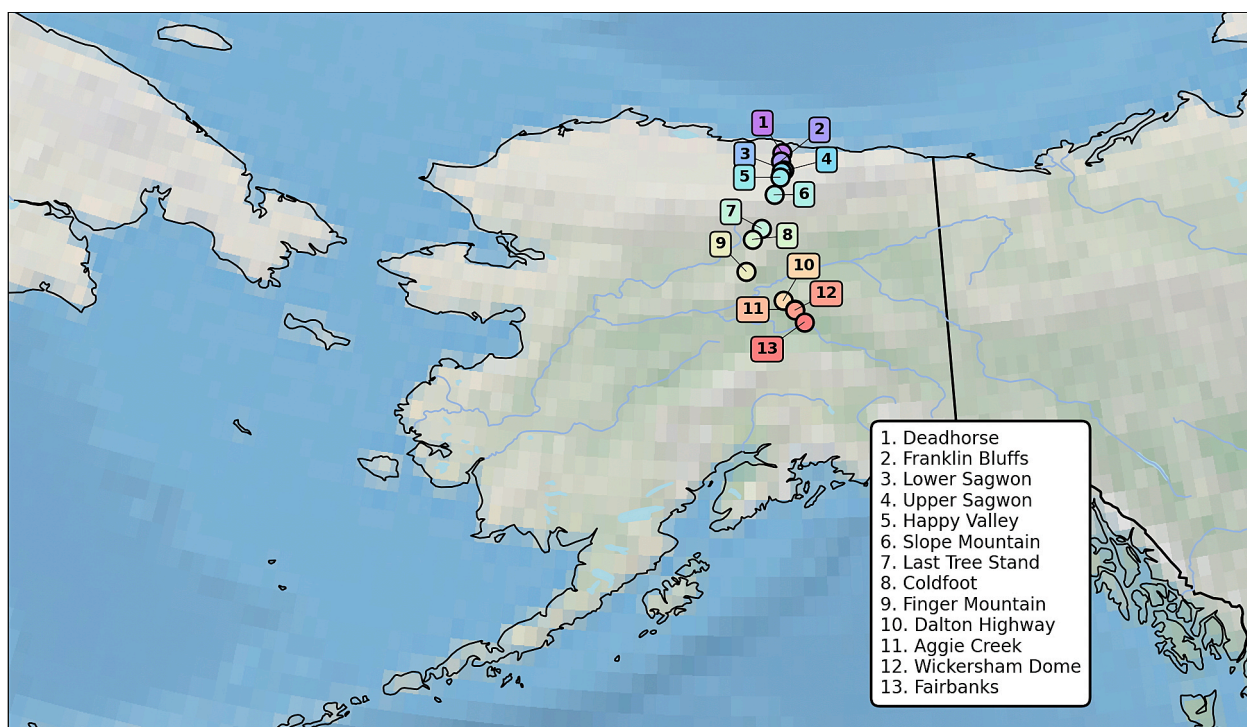 1
2
3
4
5
6
7
8
9
10
11
12
13
1. Deadhorse
2. Franklin Bluffs
3. Lower Sagwon
4. Upper Sagwon
5. Happy Valley
6. Slope Mountain
7. Last Tree Stand
8. Coldfoot
9. Finger Mountain
10. Dalton Highway
11. Aggie Creek
12. Wickersham Dome
13. Fairbanks